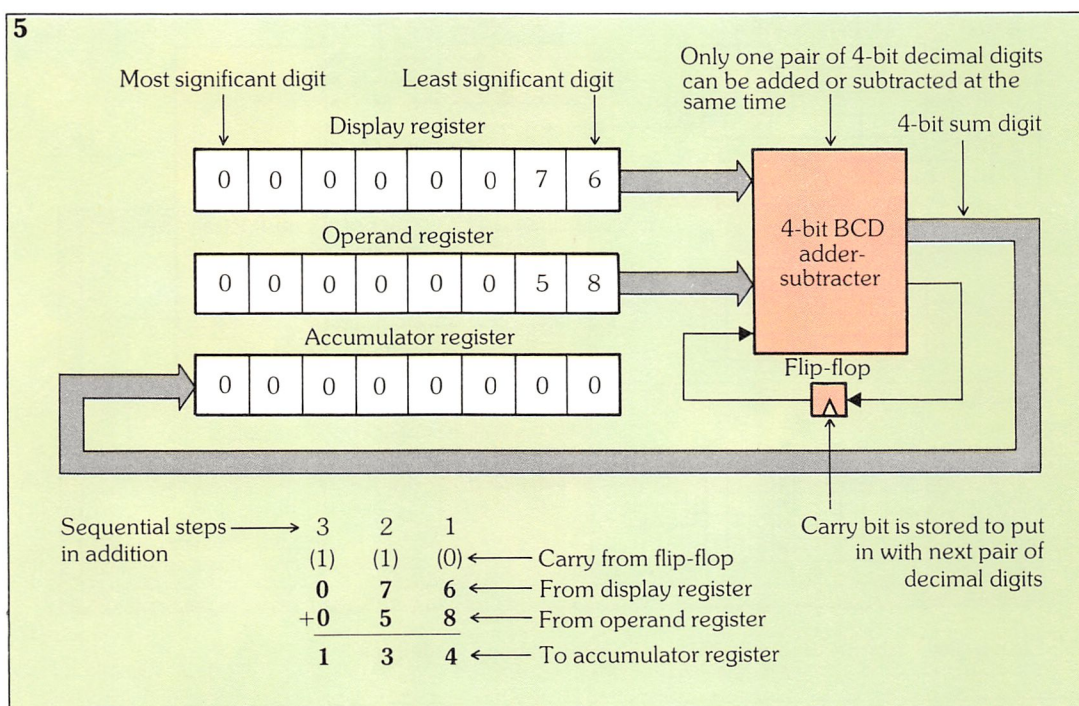 5
Most significant digit
Least significant digit
Only one pair of 4-bit decimal digits
can be added or subtracted at the
same time
4-bit sum digit
Display register
0 0 0 0 0 0 7 6
Operand register
0 0 0 0 0 0 5 8
4-bit BCD
adder-
subtracter
Accumulator register
0 0 0 0 0 0 0 0
Flip-flop
Sequential steps
in addition
3 2 1
(1) (1) (0) Carry from flip-flop
0 7 6 From display register
+0 5 8 From operand register
1 3 4 To accumulator register
Carry bit is stored to put
in with next pair of
decimal digits